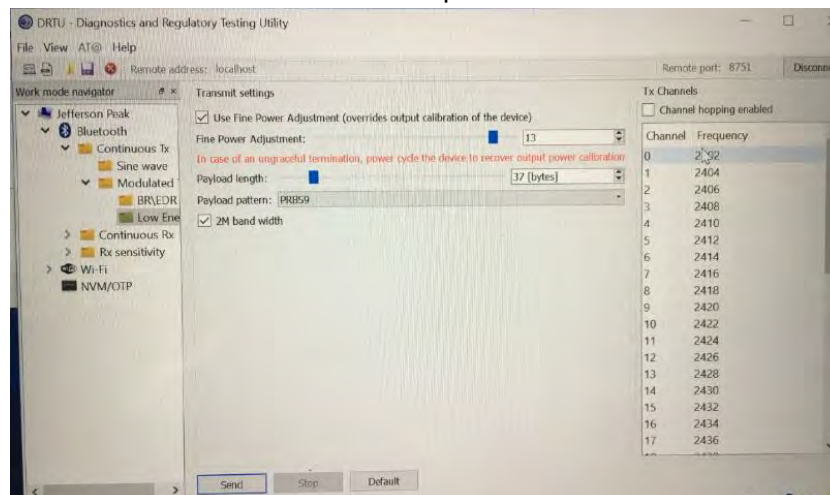 DRTU - Diagnostics and Regulatory Testing Utility
File View AT@ Help
Remote address: localhost Remote port: 8751 Disconne
Work mode navigator
Jefferson Peak
Bluetooth
Continuous Tx
Sine wave
Modulated
BR\EDR
Low Ene
Continuous Rx
Rx sensitivity
Wi-Fi
NVM/OTP
Transmit settings
Use Fine Power Adjustment (overrides output calibration of the device)
Fine Power Adjustment: 13
In case of an ungraceful termination, power cycle the device to recover output power calibration
Payload length: 37 [bytes]
Payload pattern: PRBS9
2M band width
Send Stop Default
Tx Channels
Channel hopping enabled
Channel Frequency
0
1 2404
2 2406
3 2408
4 2410
5 2412
6 2414
7 2416
8 2418
9 2420
10 2422
11 2424
12 2426
13 2428
14 2430
15 2432
16 2434
17 2436